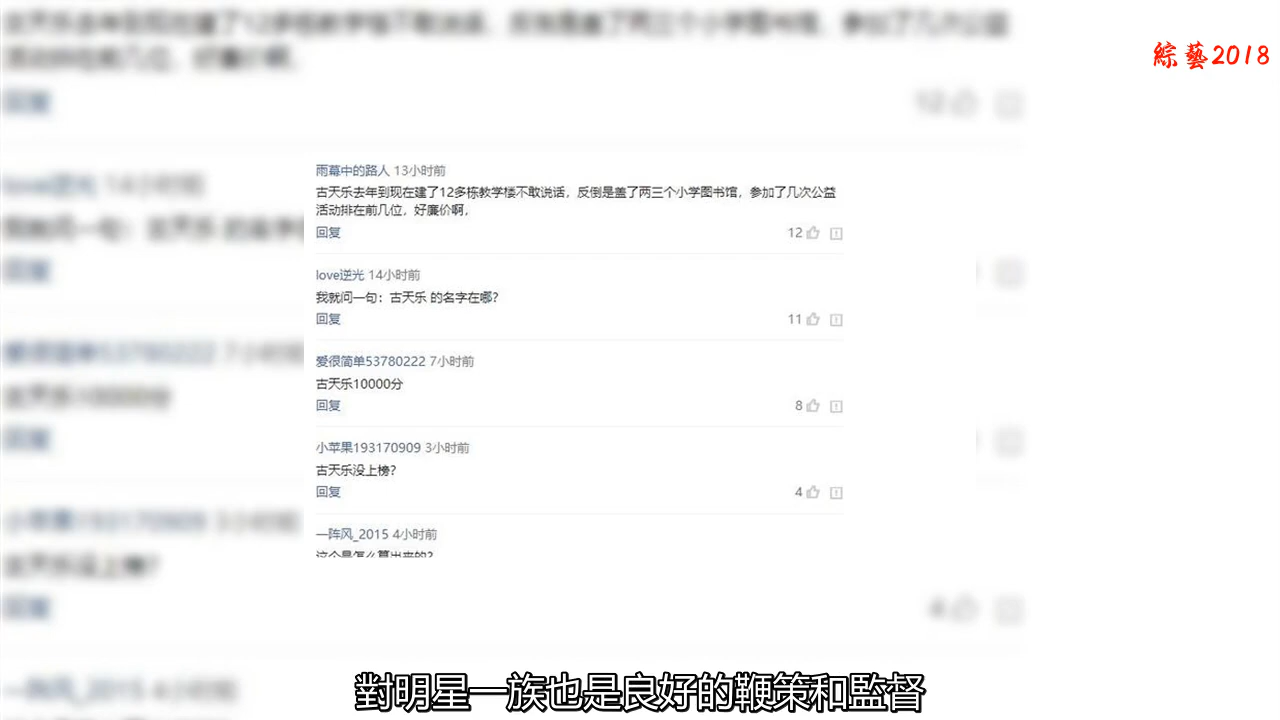 綜藝2018
雨幕中的路人 13小时前
古天乐去年到现在建了12多栋教学楼不敢说话，反倒是盖了两三个小学图书馆，参加了几次公益
活动排在前几位，好廉价啊，
回复 12
love逆光 14小时前
我就问一句：古天乐 的名字在哪？
回复 11
爱很简单53780222 7小时前
古天乐10000分
回复 8
小苹果193170909 3小时前
古天乐没上榜？
回复 4
一阵风_2015 4小时前
这个是怎么算出来的？
對明星一族也是良好的鞭策和監督